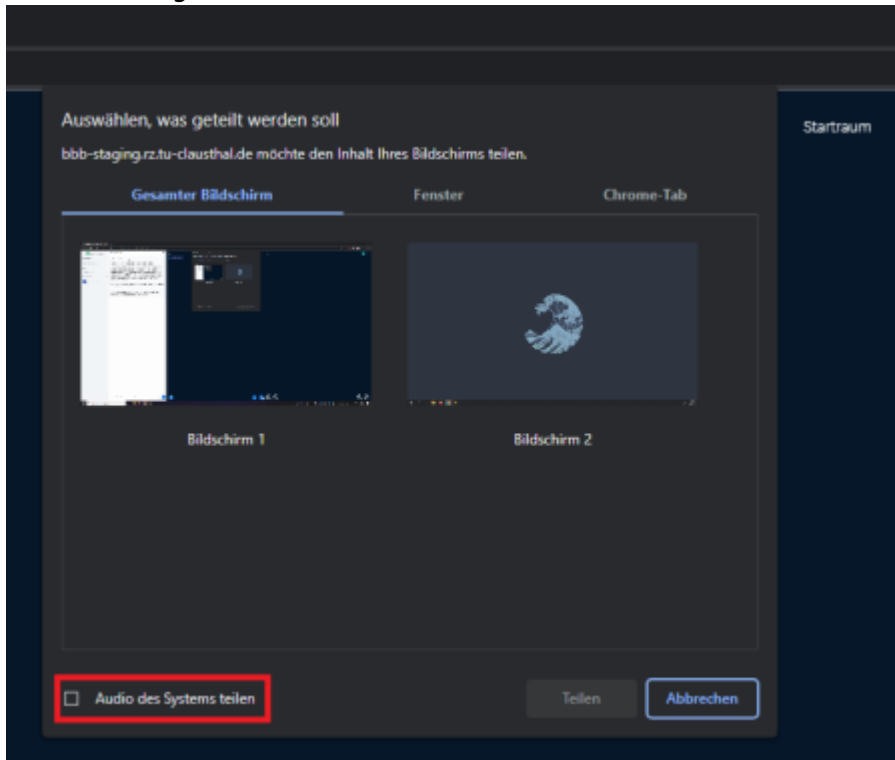 Auswählen, was geteilt werden soll
Startraum
bbb-staging.rz.tu-clausthal.de möchte den Inhalt Ihres Bildschirms teilen.
Gesamter Bildschirm Fenster Chrome-Tab
Bildschirm 1 Bildschirm 2
Audio des Systems teilen Teilen Abbrechen